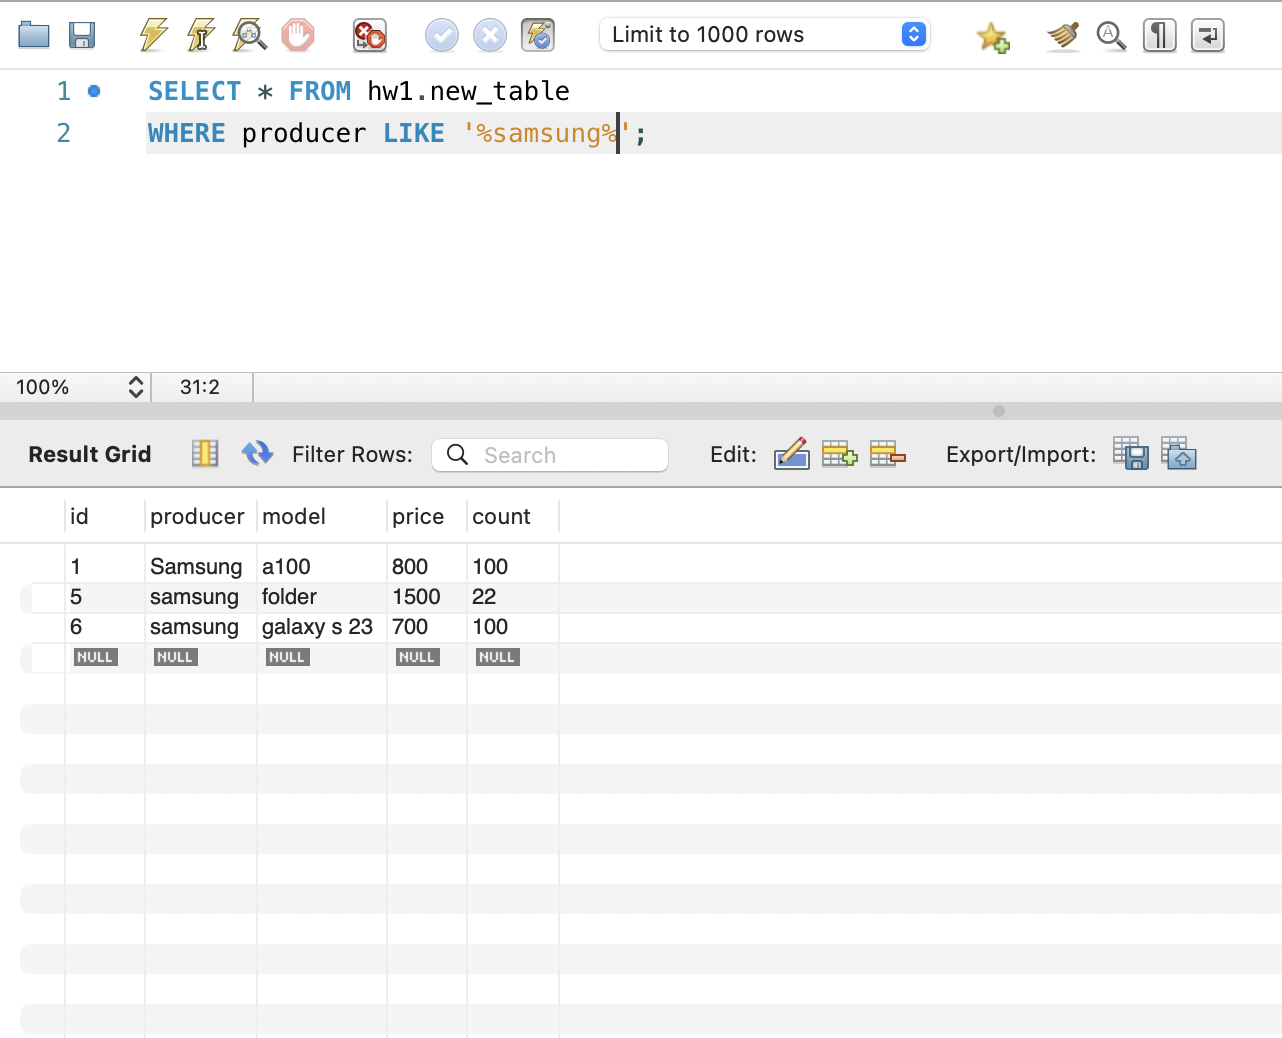 Limit to 1000 rows
1 SELECT * FROM hw1.new_table
2 WHERE producer LIKE '%samsung%';
100% 31:2
Result Grid Filter Rows: Search Edit: Export/Import:
id producer model price count
1 Samsung a100 800 100
5 samsung folder 1500 22
6 samsung galaxy s 23 700 100
NULL NULL NULL NULL NULL